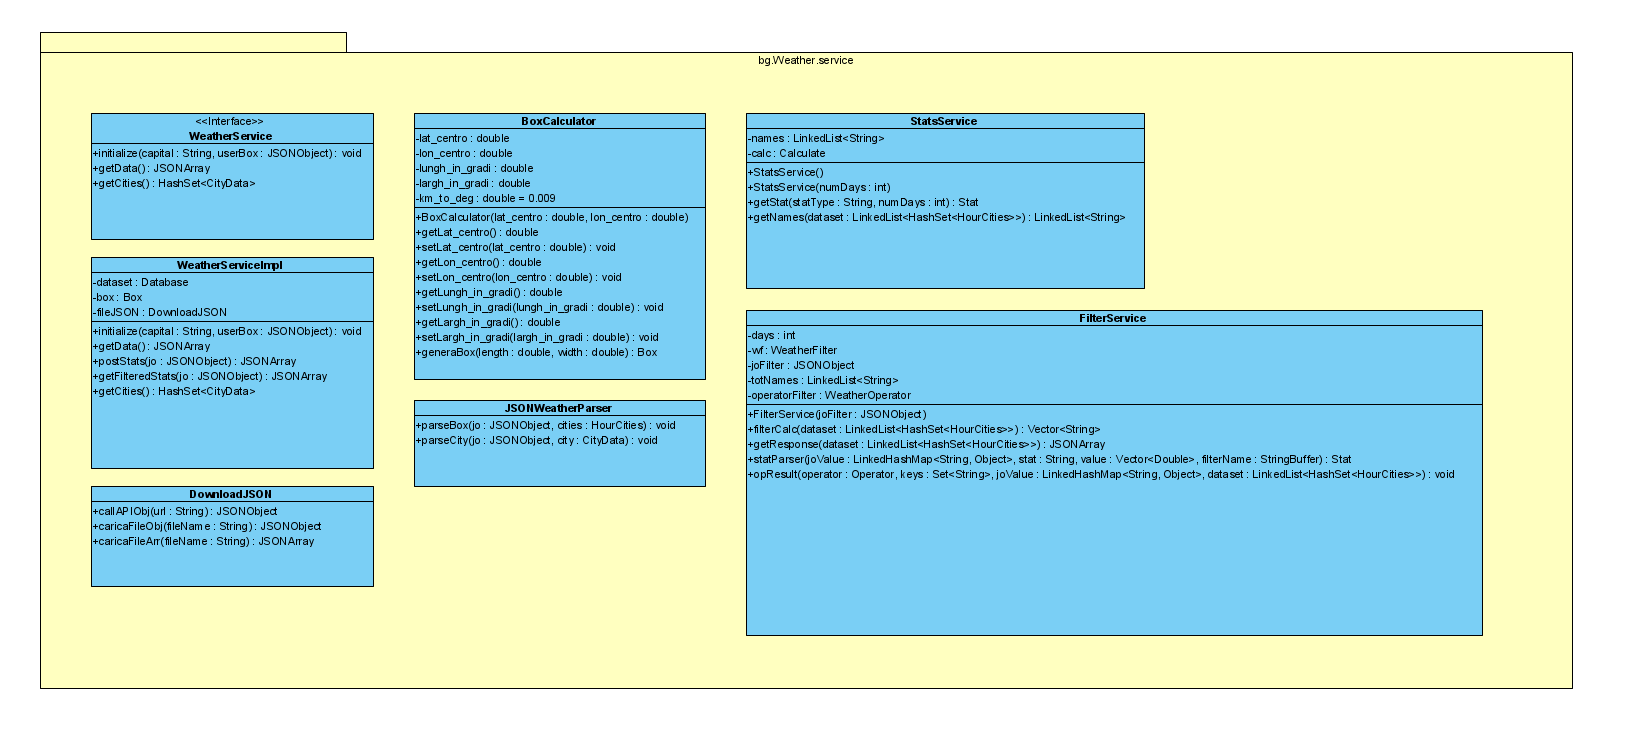 bg.Weather.service
<<Interface>>
WeatherService
+initialize(capital : String, userBox : JSONObject) : void
+getData() : JSONArray
+getCities() : HashSet<CityData>
WeatherServiceImpl
-dataset : Database
-box : Box
-fileJSON : DownloadJSON
+initialize(capital : String, userBox : JSONObject) : void
+getData() : JSONArray
+postStats(jo : JSONObject) : JSONArray
+getFilteredStats(jo : JSONObject) : JSONArray
+getCities() : HashSet<CityData>
DownloadJSON
+callAPIObj(url : String) : JSONObject
+caricaFileObj(fileName : String) : JSONObject
+caricaFileArr(fileName : String) : JSONArray
BoxCalculator
-lat_centro : double
-lon_centro : double
-lungh_in_gradi : double
-largh_in_gradi : double
-km_to_deg : double = 0.009
+BoxCalculator(lat_centro : double, lon_centro : double)
+getLat_centro() : double
+setLat_centro(lat_centro : double) : void
+getLon_centro() : double
+setLon_centro(lon_centro : double) : void
+getLungh_in_gradi() : double
+setLungh_in_gradi(lungh_in_gradi : double) : void
+getLargh_in_gradi() : double
+setLargh_in_gradi(largh_in_gradi : double) : void
+generaBox(length : double, width : double) : Box
JSONWeatherParser
+parseBox(jo : JSONObject, cities : HourCities) : void
+parseCity(jo : JSONObject, city : CityData) : void
StatsService
-names : LinkedList<String>
-calc : Calculate
+StatsService()
+StatsService(numDays : int)
+getStat(statType : String, numDays : int) : Stat
+getNames(dataset : LinkedList<HashSet<HourCities>>) : LinkedList<String>
FilterService
-days : int
-wf : WeatherFilter
-joFilter : JSONObject
-totNames : LinkedList<String>
-operatorFilter : WeatherOperator
+FilterService(joFilter : JSONObject)
+filterCalc(dataset : LinkedList<HashSet<HourCities>>) : Vector<String>
+getResponse(dataset : LinkedList<HashSet<HourCities>>) : JSONArray
+statParser(joValue : LinkedHashMap<String, Object>, stat : String, value : Vector<Double>, filterName : StringBuffer) : Stat
+opResult(operator : Operator, keys : Set<String>, joValue : LinkedHashMap<String, Object>, dataset : LinkedList<HashSet<HourCities>>) : void